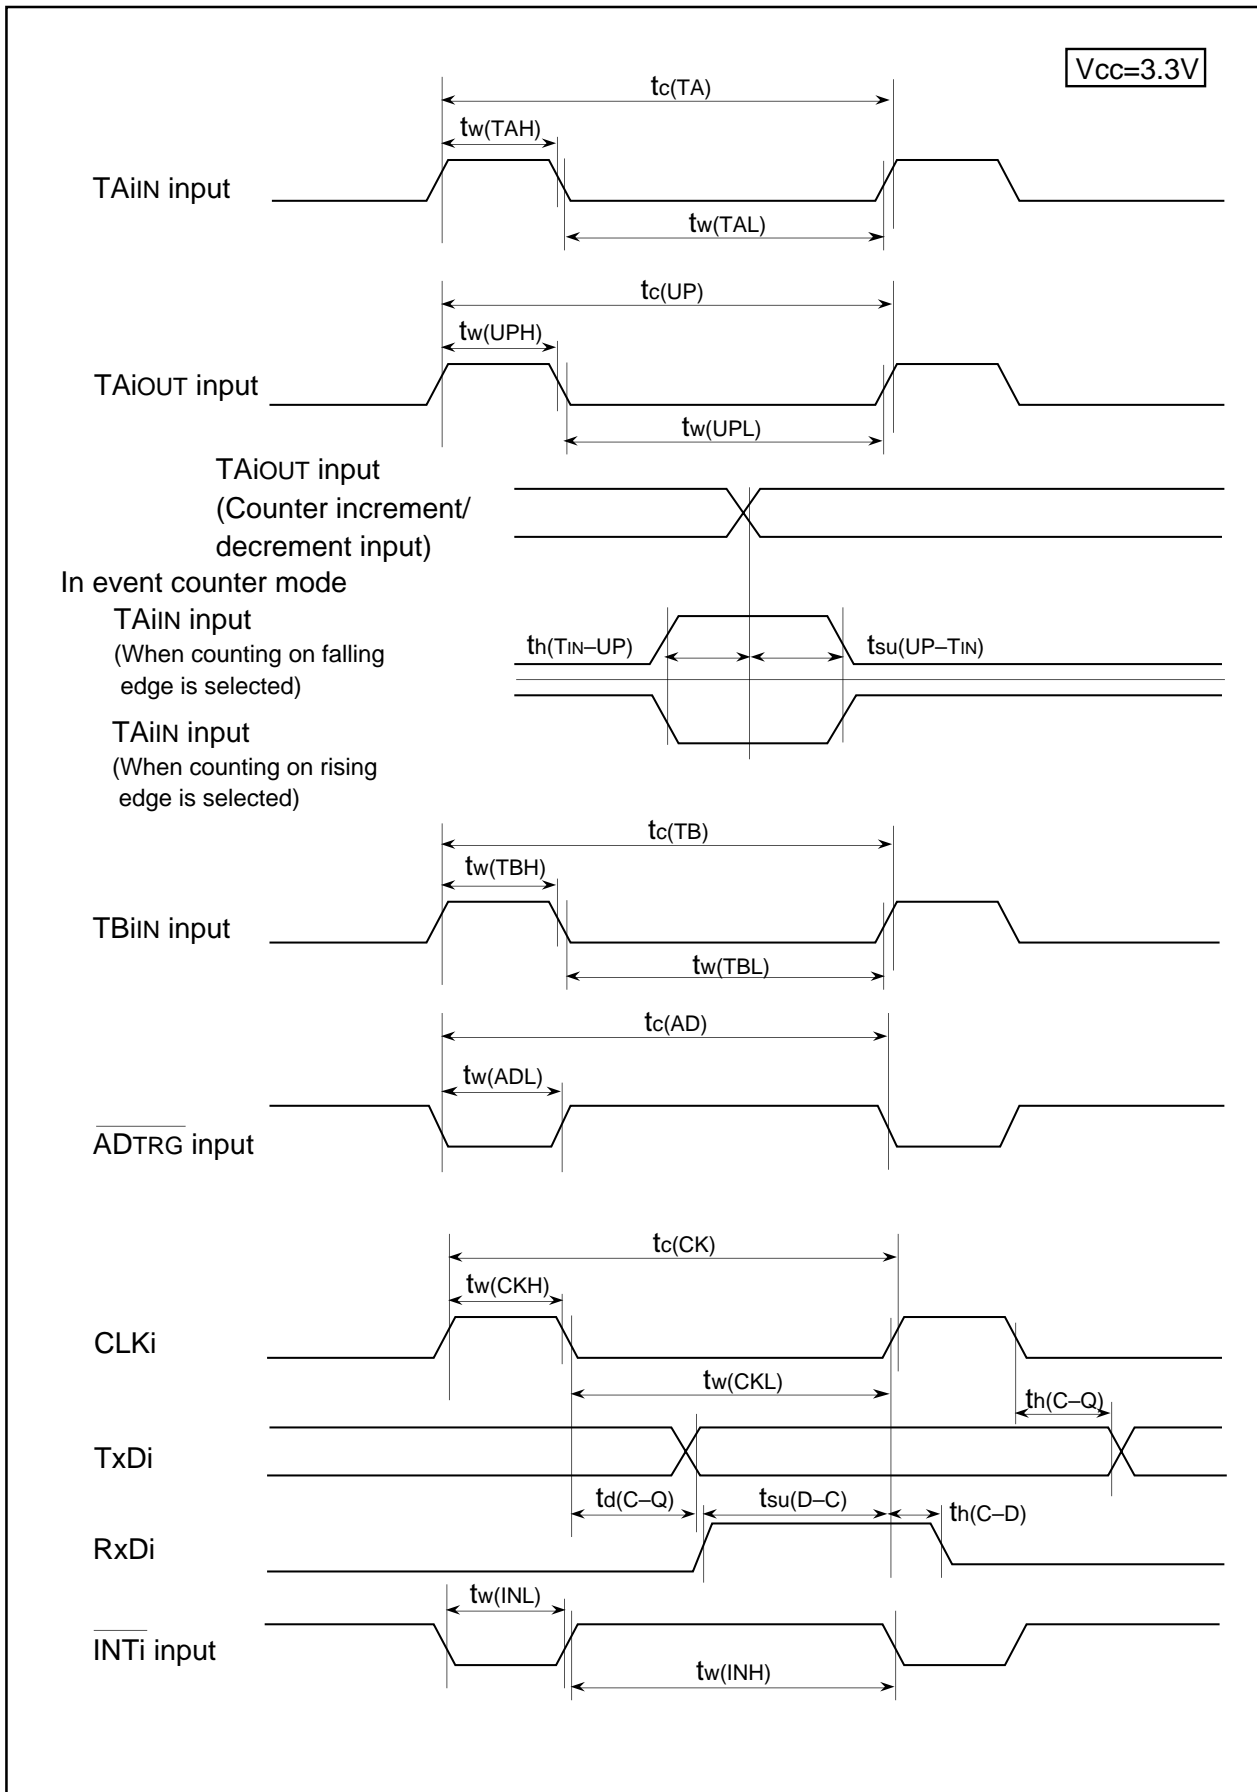 Vcc=3.3V
tc(TA)
tw(TAH)
TAiIN input
tw(TAL)
tc(UP)
tw(UPH)
TAiOUT input
tw(UPL)
TAiOUT input
(Counter increment/
decrement input)
In event counter mode
TAiIN input
(When counting on falling
edge is selected)
th(TIN–UP)
tsu(UP–TIN)
TAiIN input
(When counting on rising
edge is selected)
tc(TB)
tw(TBH)
TBiIN input
tw(TBL)
tc(AD)
tw(ADL)
ADTRG input
tc(CK)
tw(CKH)
CLKi
tw(CKL)
th(C–Q)
TxDi
td(C–Q)
tsu(D–C)
th(C–D)
RxDi
tw(INL)
INTi input
tw(INH)